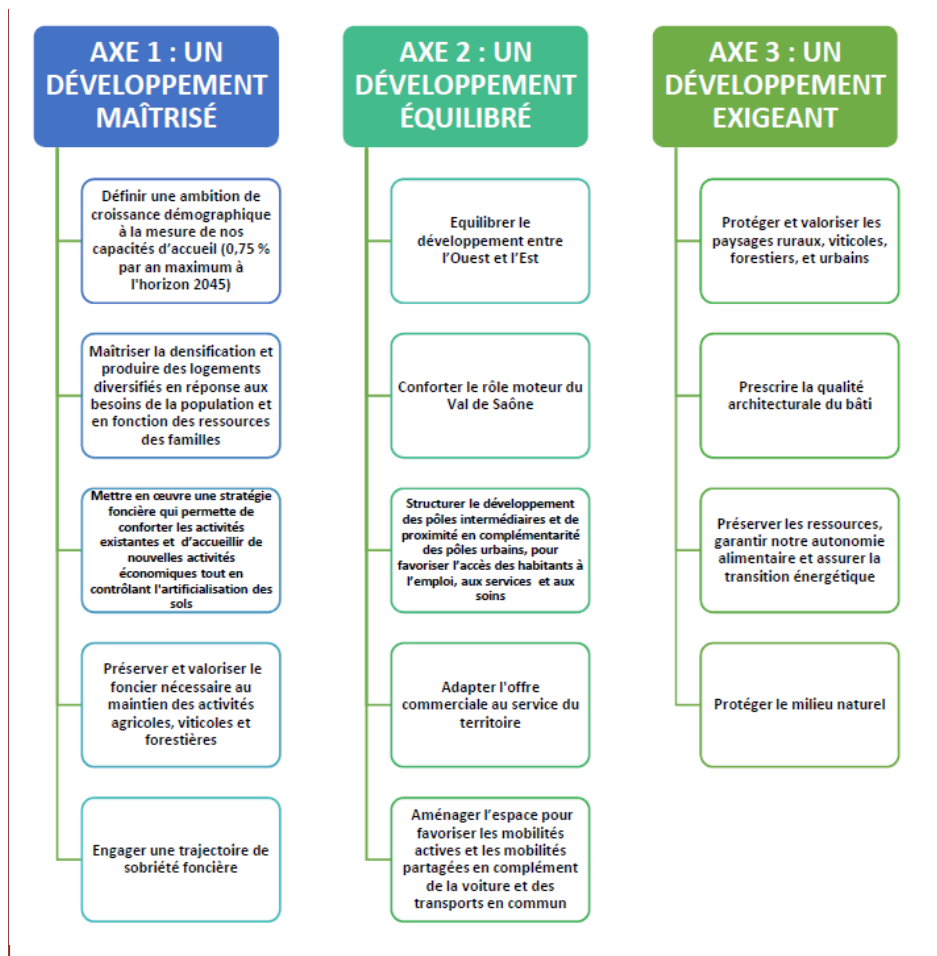 AXE 1 : UN
DÉVELOPPEMENT
MAÎTRISÉ
Définir une ambition de
croissance démographique
à la mesure de nos
capacités d’accueil (0,75 %
par an maximum à
l'horizon 2045)
Maîtriser la densification et
produire des logements
diversifiés en réponse aux
besoins de la population et
en fonction des ressources
des familles
Mettre en œuvre une stratégie
foncière qui permette de
conforter les activités
existantes et d’accueillir de
nouvelles activités
économiques tout en
contrôlant l'artificialisation des
sols
Préserver et valoriser le
foncier nécessaire au
maintien des activités
agricoles, viticoles et
forestières
Engager une trajectoire de
sobriété foncière
AXE 2 : UN
DÉVELOPPEMENT
ÉQUILIBRÉ
Equilibrer le
développement entre
l’Ouest et l’Est
Conforter le rôle moteur du
Val de Saône
Structurer le développement
des pôles intermédiaires et de
proximité en complémentarité
des pôles urbains, pour
favoriser l’accès des habitants à
l’emploi, aux services et aux
soins
Adapter l'offre
commerciale au service du
territoire
Aménager l’espace pour
favoriser les mobilités
actives et les mobilités
partagées en complément
de la voiture et des
transports en commun
AXE 3 : UN
DÉVELOPPEMENT
EXIGEANT
Protéger et valoriser les
paysages ruraux, viticoles,
forestiers, et urbains
Prescrire la qualité
architecturale du bâti
Préserver les ressources,
garantir notre autonomie
alimentaire et assurer la
transition énergétique
Protéger le milieu naturel